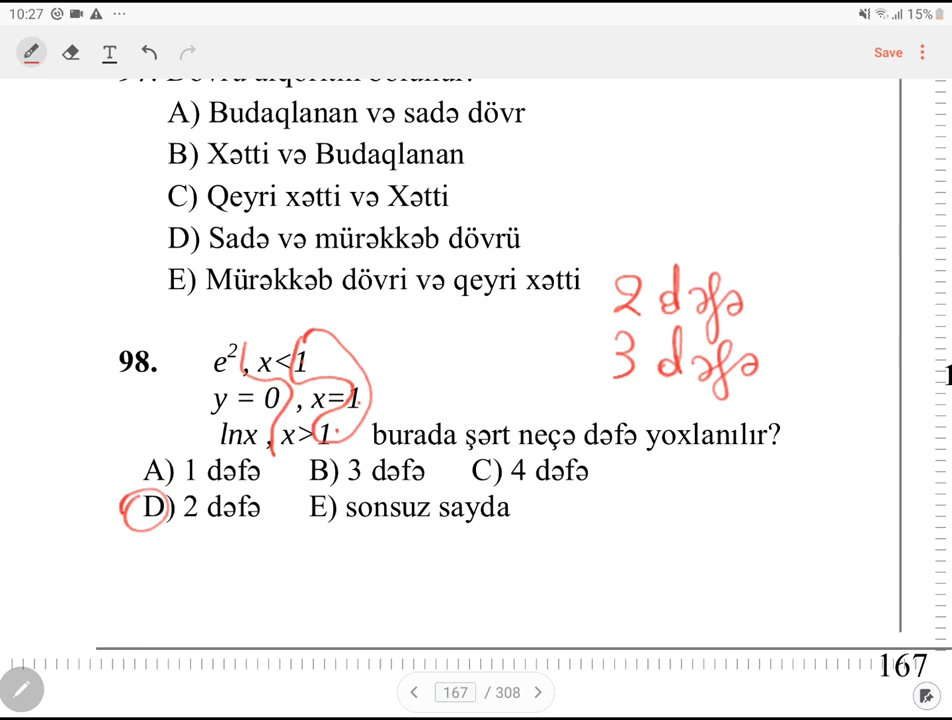 10:27 ... 15%
T Save
A) Budaqlanan və sadə dövr
B) Xətti və Budaqlanan
C) Qeyri xətti və Xətti
D) Sadə və mürəkkəb dövrü
E) Mürəkkəb dövri və qeyri xətti
2 dəfə
3 dəfə
98. e², x<1
y = 0 , x=1
lnx , x>1 burada şərt neçə dəfə yoxlanılır?
A) 1 dəfə B) 3 dəfə C) 4 dəfə
D) 2 dəfə E) sonsuz sayda
167
< 167 / 308 >